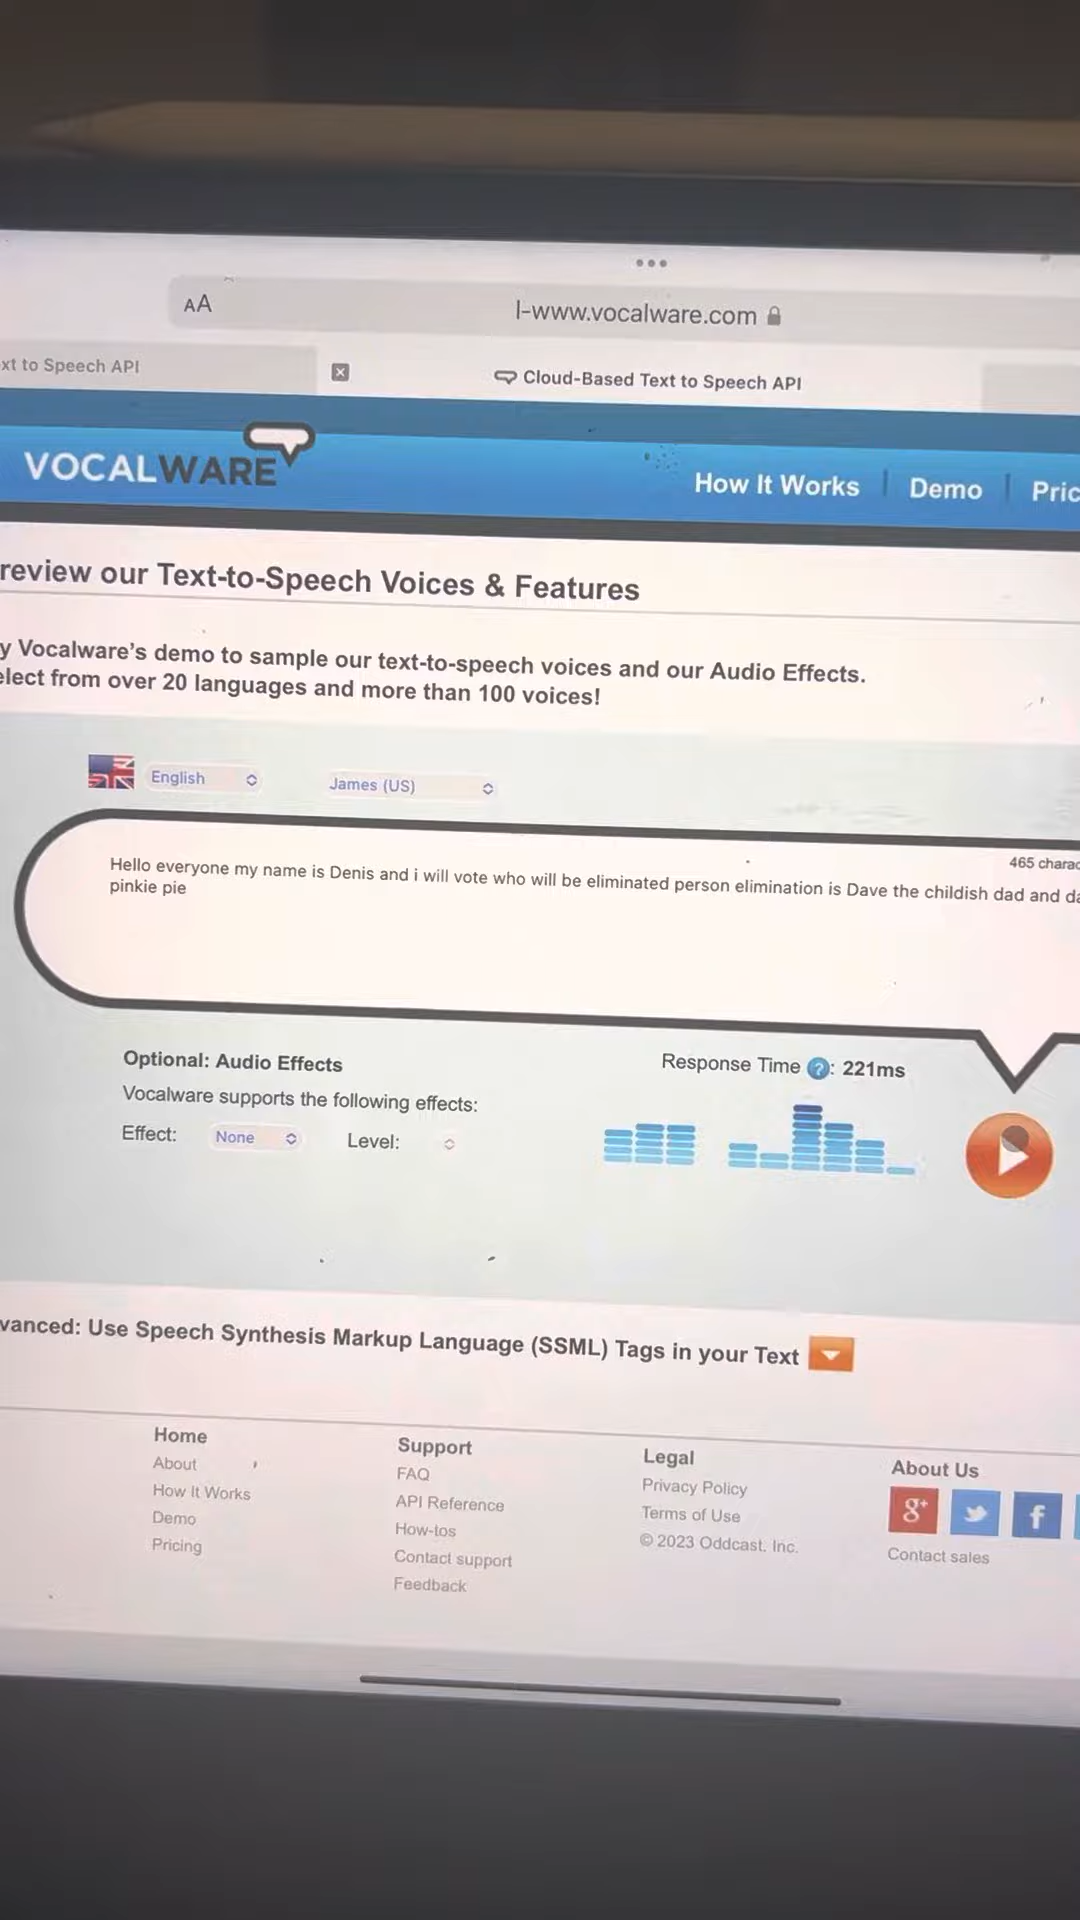 AA
l-www.vocalware.com
xt to Speech API
Cloud-Based Text to Speech API
VOCALWARE
How It Works
Demo
Pric
review our Text-to-Speech Voices & Features
y Vocalware's demo to sample our text-to-speech voices and our Audio Effects.
elect from over 20 languages and more than 100 voices!
English
James (US)
465 charac
Hello everyone my name is Denis and i will vote who will be eliminated person elimination is Dave the childish dad and da
pinkie pie
Optional: Audio Effects
Response Time ?: 221ms
Vocalware supports the following effects:
Effect: None Level:
vanced: Use Speech Synthesis Markup Language (SSML) Tags in your Text
Home
About
How It Works
Demo
Pricing
Support
FAQ
API Reference
How-tos
Contact support
Feedback
Legal
Privacy Policy
Terms of Use
© 2023 Oddcast, Inc.
About Us
g+
f
Contact sales